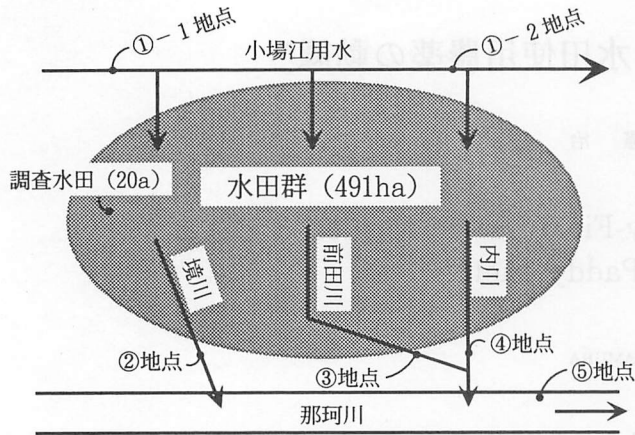 ①－1地点
①－2地点
小場江用水
調査水田（20a）
水田群（491ha）
境川
前田川
内川
②地点
③地点
④地点
⑤地点
那珂川